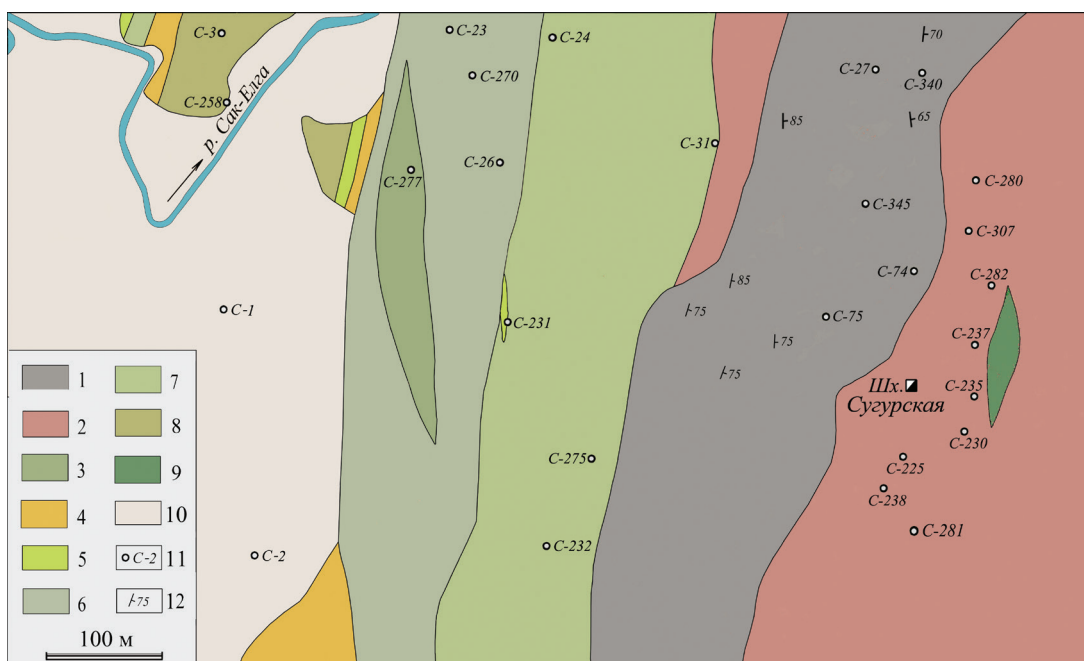 С-3
С-23
С-24
70
С-27
С-340
С-270
С-258
р. Сак-Елга
85
65
С-31
С-26
С-277
С-280
С-345
С-307
С-74
85
С-282
С-1
75
С-75
С-231
75
С-237
75
Шх.
Сугурская
С-235
С-230
С-275
С-225
С-238
С-281
С-232
С-2
1
2
3
4
5
6
7
8
9
10
С-2 11
75 12
100 м